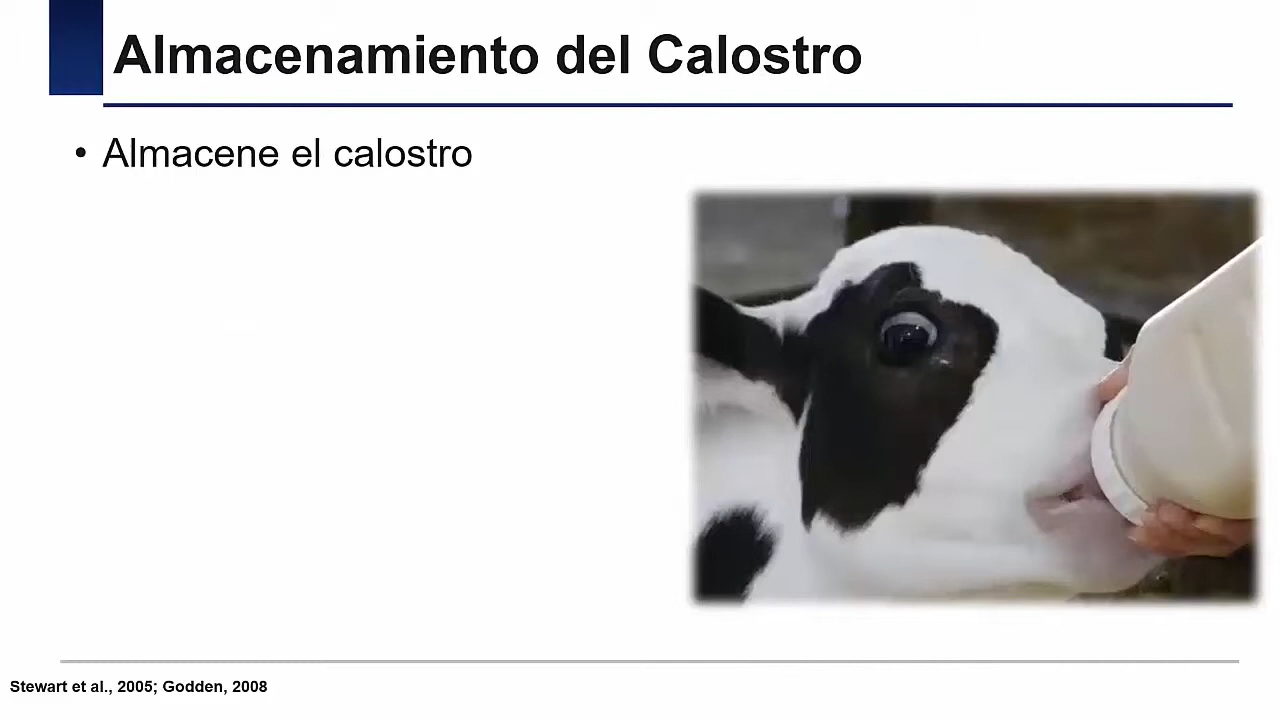 Almacenamiento del Calostro
• Almacene el calostro
Stewart et al., 2005; Godden, 2008